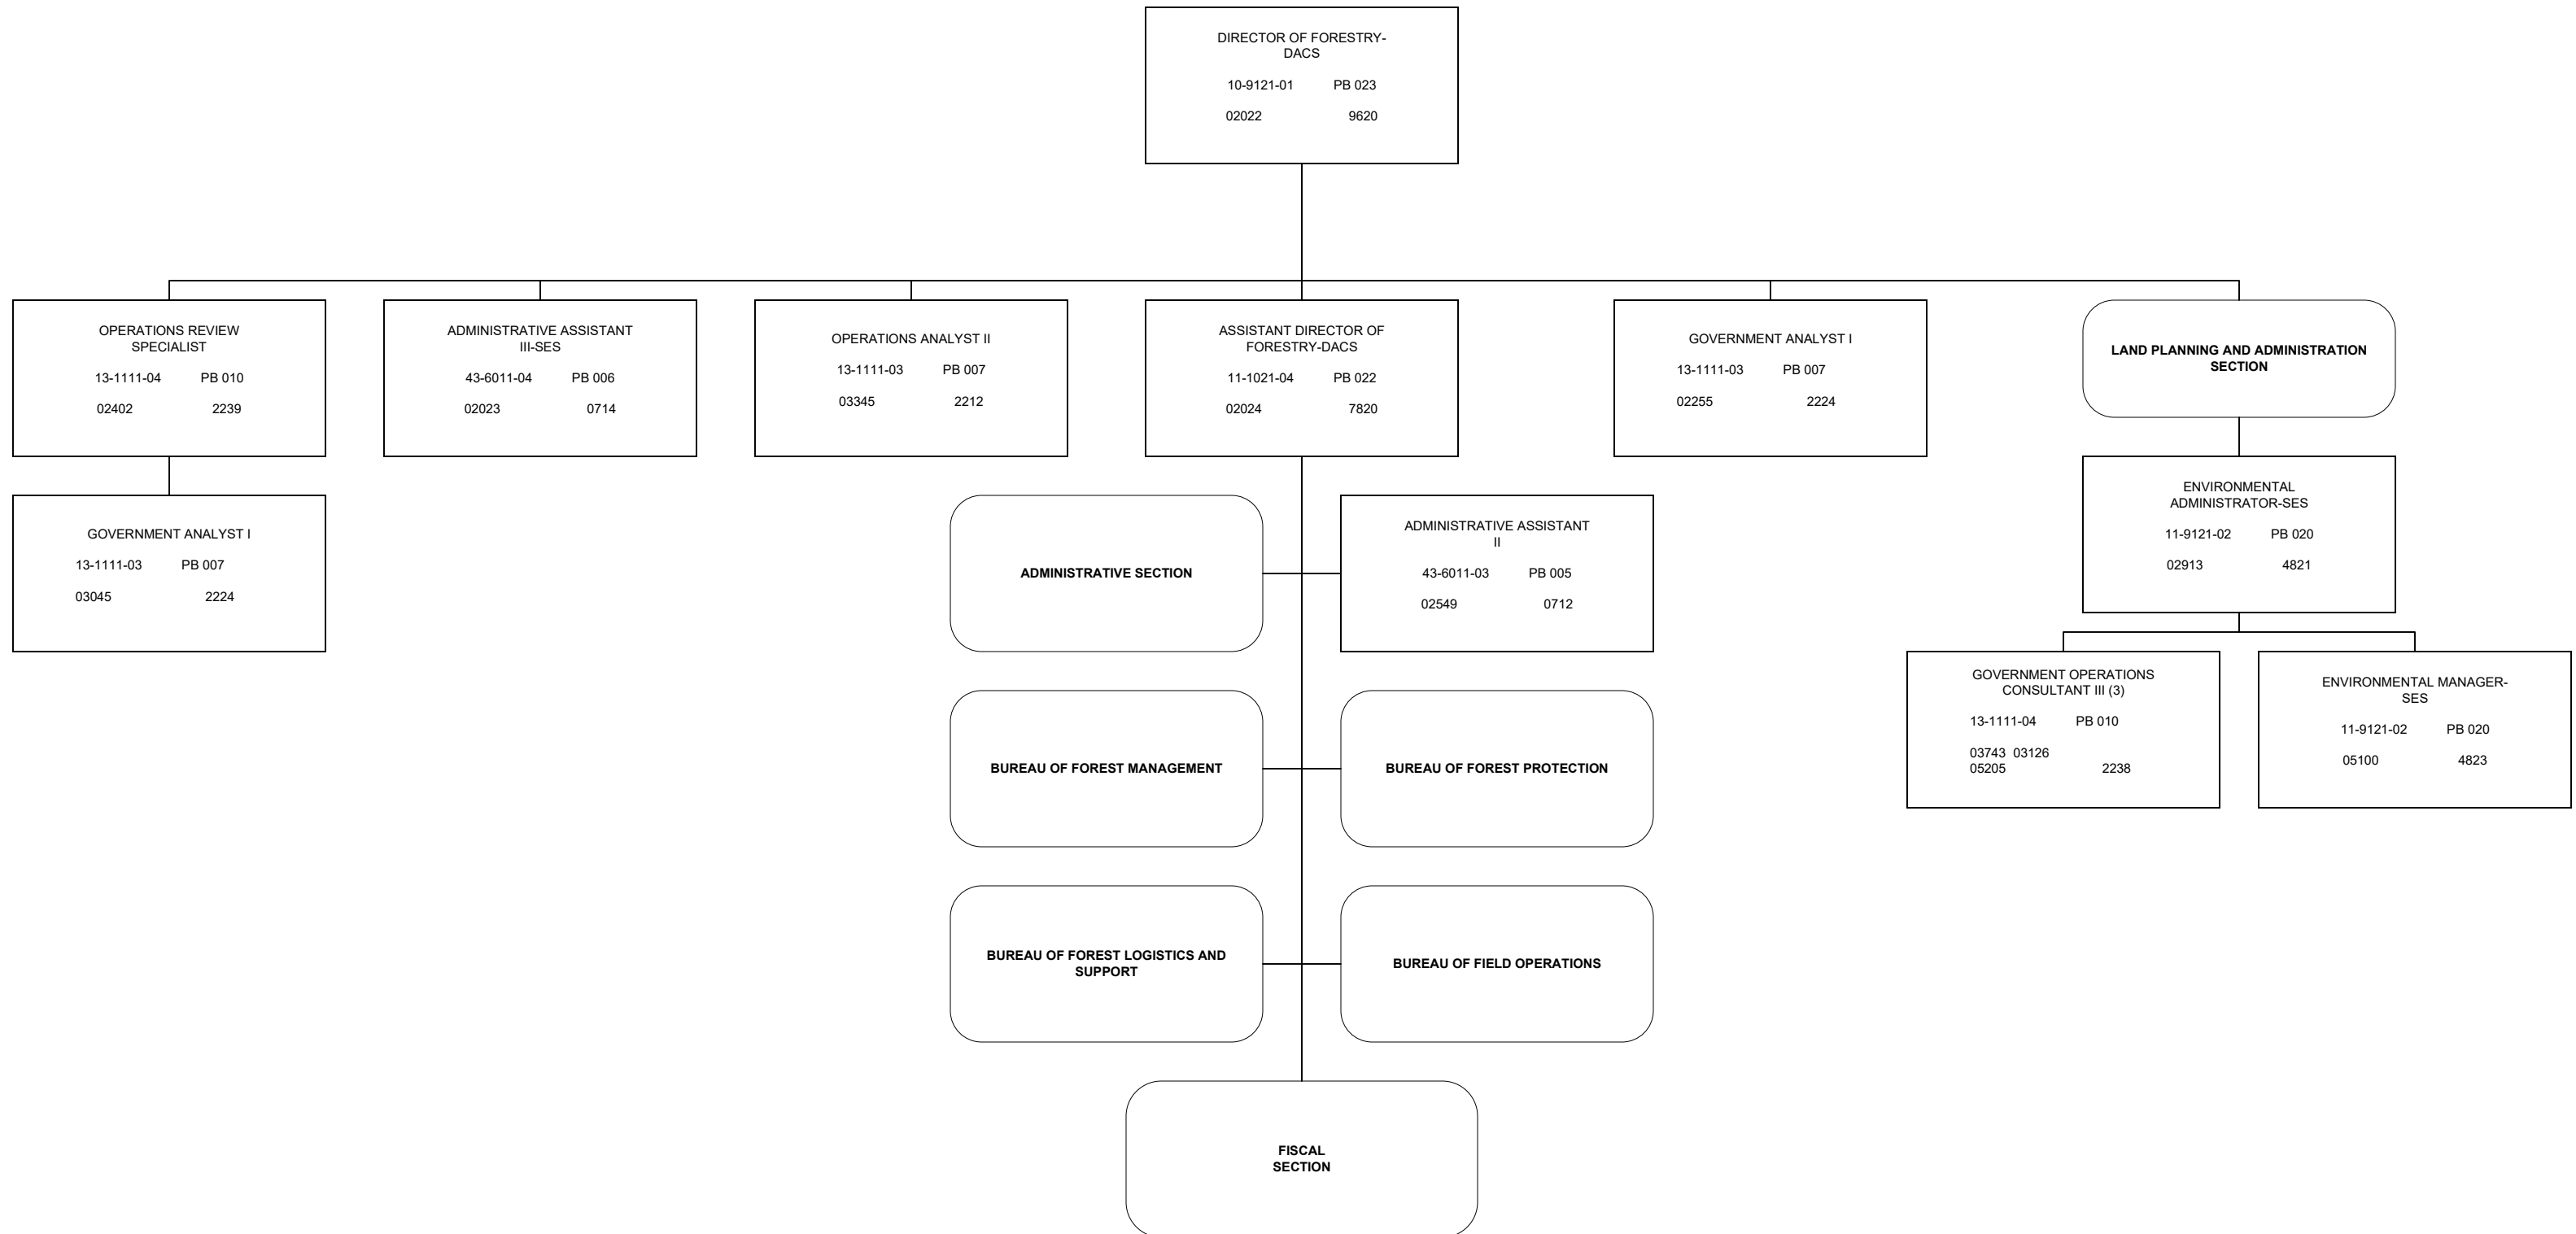 DIRECTOR OF FORESTRY-
DACS
10-9121-01 PB 023
02022 9620
OPERATIONS REVIEW
SPECIALIST
13-1111-04 PB 010
02402 2239
ADMINISTRATIVE ASSISTANT
III-SES
43-6011-04 PB 006
02023 0714
OPERATIONS ANALYST II
13-1111-03 PB 007
03345 2212
ASSISTANT DIRECTOR OF
FORESTRY-DACS
11-1021-04 PB 022
02024 7820
GOVERNMENT ANALYST I
13-1111-03 PB 007
02255 2224
LAND PLANNING AND ADMINISTRATION
SECTION
GOVERNMENT ANALYST I
13-1111-03 PB 007
03045 2224
ADMINISTRATIVE SECTION
ADMINISTRATIVE ASSISTANT
II
43-6011-03 PB 005
02549 0712
ENVIRONMENTAL
ADMINISTRATOR-SES
11-9121-02 PB 020
02913 4821
GOVERNMENT OPERATIONS
CONSULTANT III (3)
13-1111-04 PB 010
03743 03126
05205 2238
ENVIRONMENTAL MANAGER-
SES
11-9121-02 PB 020
05100 4823
BUREAU OF FOREST MANAGEMENT
BUREAU OF FOREST PROTECTION
BUREAU OF FOREST LOGISTICS AND
SUPPORT
BUREAU OF FIELD OPERATIONS
FISCAL
SECTION